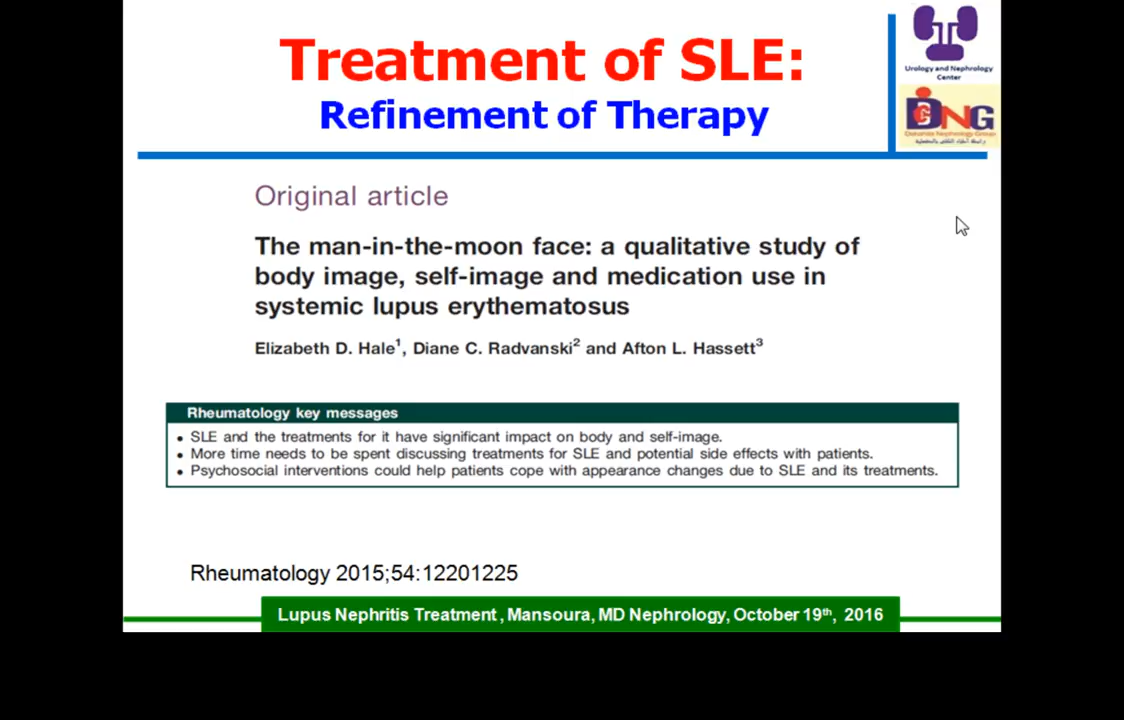 Treatment of SLE:
Refinement of Therapy
Urology and Nephrology
Center
DNG
Original article
The man-in-the-moon face: a qualitative study of
body image, self-image and medication use in
systemic lupus erythematosus
Elizabeth D. Hale1, Diane C. Radvanski2 and Afton L. Hassett3
Rheumatology key messages
• SLE and the treatments for it have significant impact on body and self-image.
• More time needs to be spent discussing treatments for SLE and potential side effects with patients.
• Psychosocial interventions could help patients cope with appearance changes due to SLE and its treatments.
Rheumatology 2015;54:12201225
Lupus Nephritis Treatment, Mansoura, MD Nephrology, October 19th, 2016